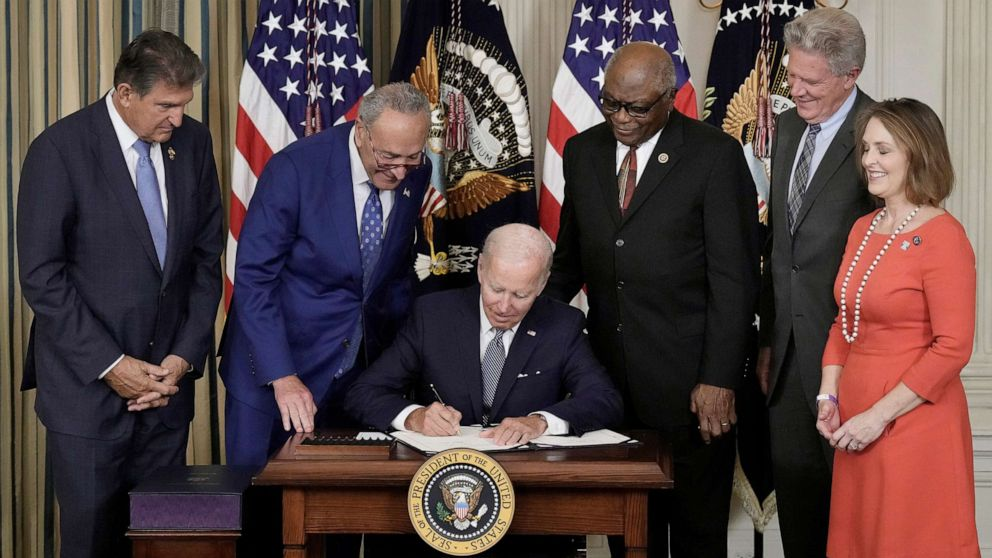 SEAL OF THE PRESIDENT OF THE UNITED STATES